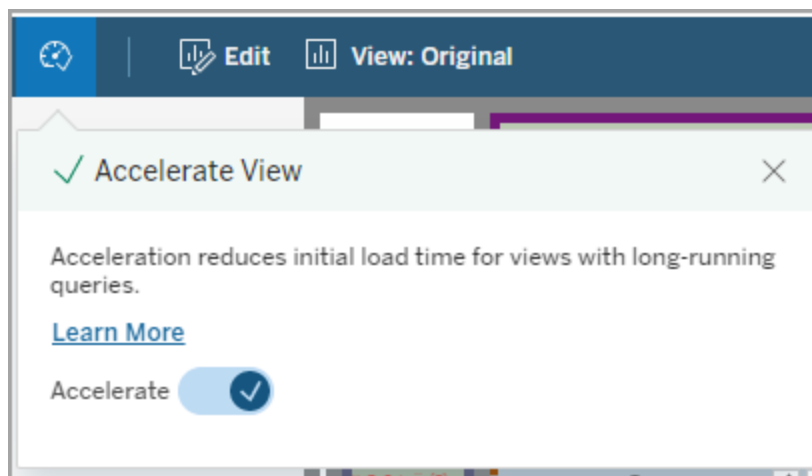 Edit View: Original
Accelerate View
Acceleration reduces initial load time for views with long-running
queries.
Learn More
Accelerate